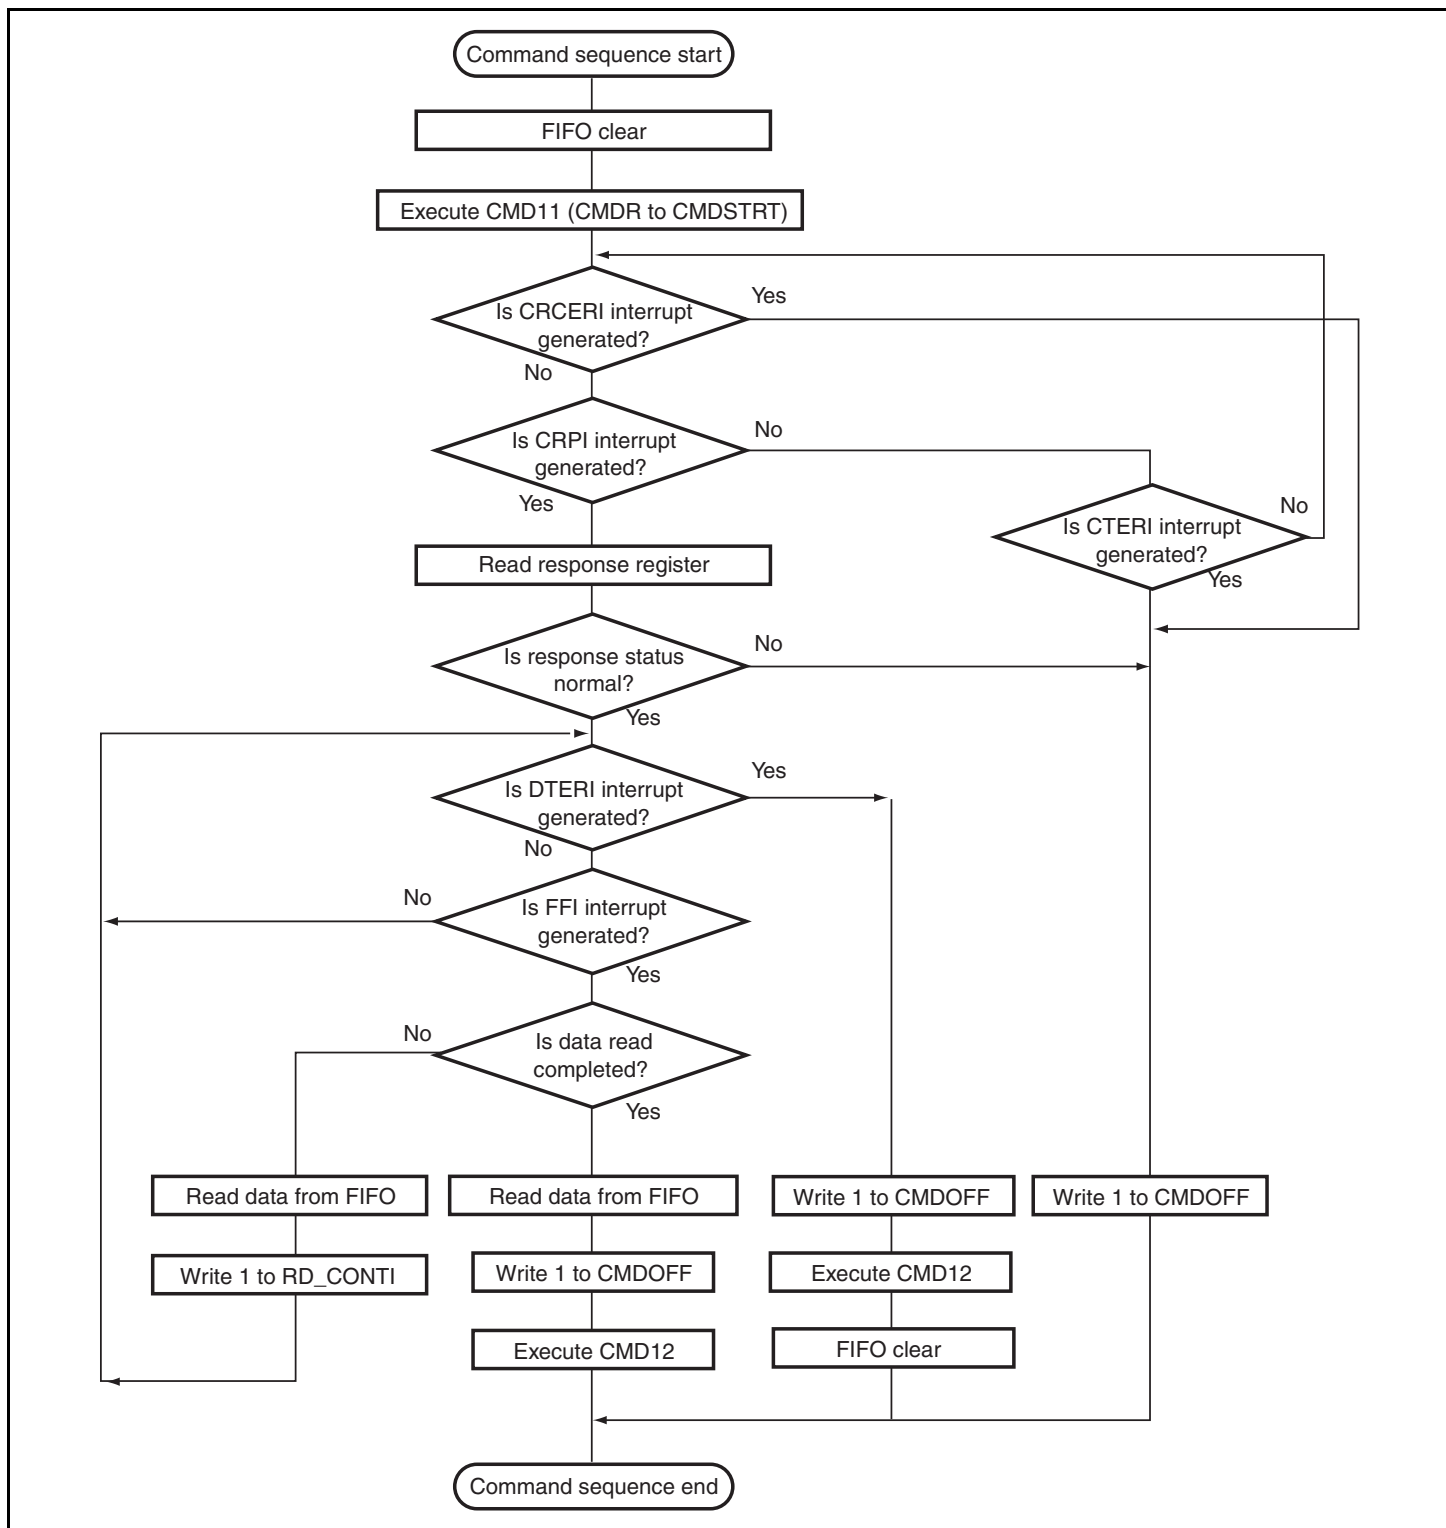 Command sequence start
FIFO clear
Execute CMD11 (CMDR to CMDSTRT)
Is CRCERI interrupt
generated?
Yes
No
Is CRPI interrupt
generated?
No
Yes
Is CTERI interrupt
generated?
No
Yes
Read response register
Is response status
normal?
No
Yes
Is DTERI interrupt
generated?
Yes
No
Is FFI interrupt
generated?
No
Yes
Is data read
completed?
No
Yes
Read data from FIFO
Read data from FIFO
Write 1 to CMDOFF
Write 1 to CMDOFF
Write 1 to RD_CONTI
Write 1 to CMDOFF
Execute CMD12
Execute CMD12
FIFO clear
Command sequence end